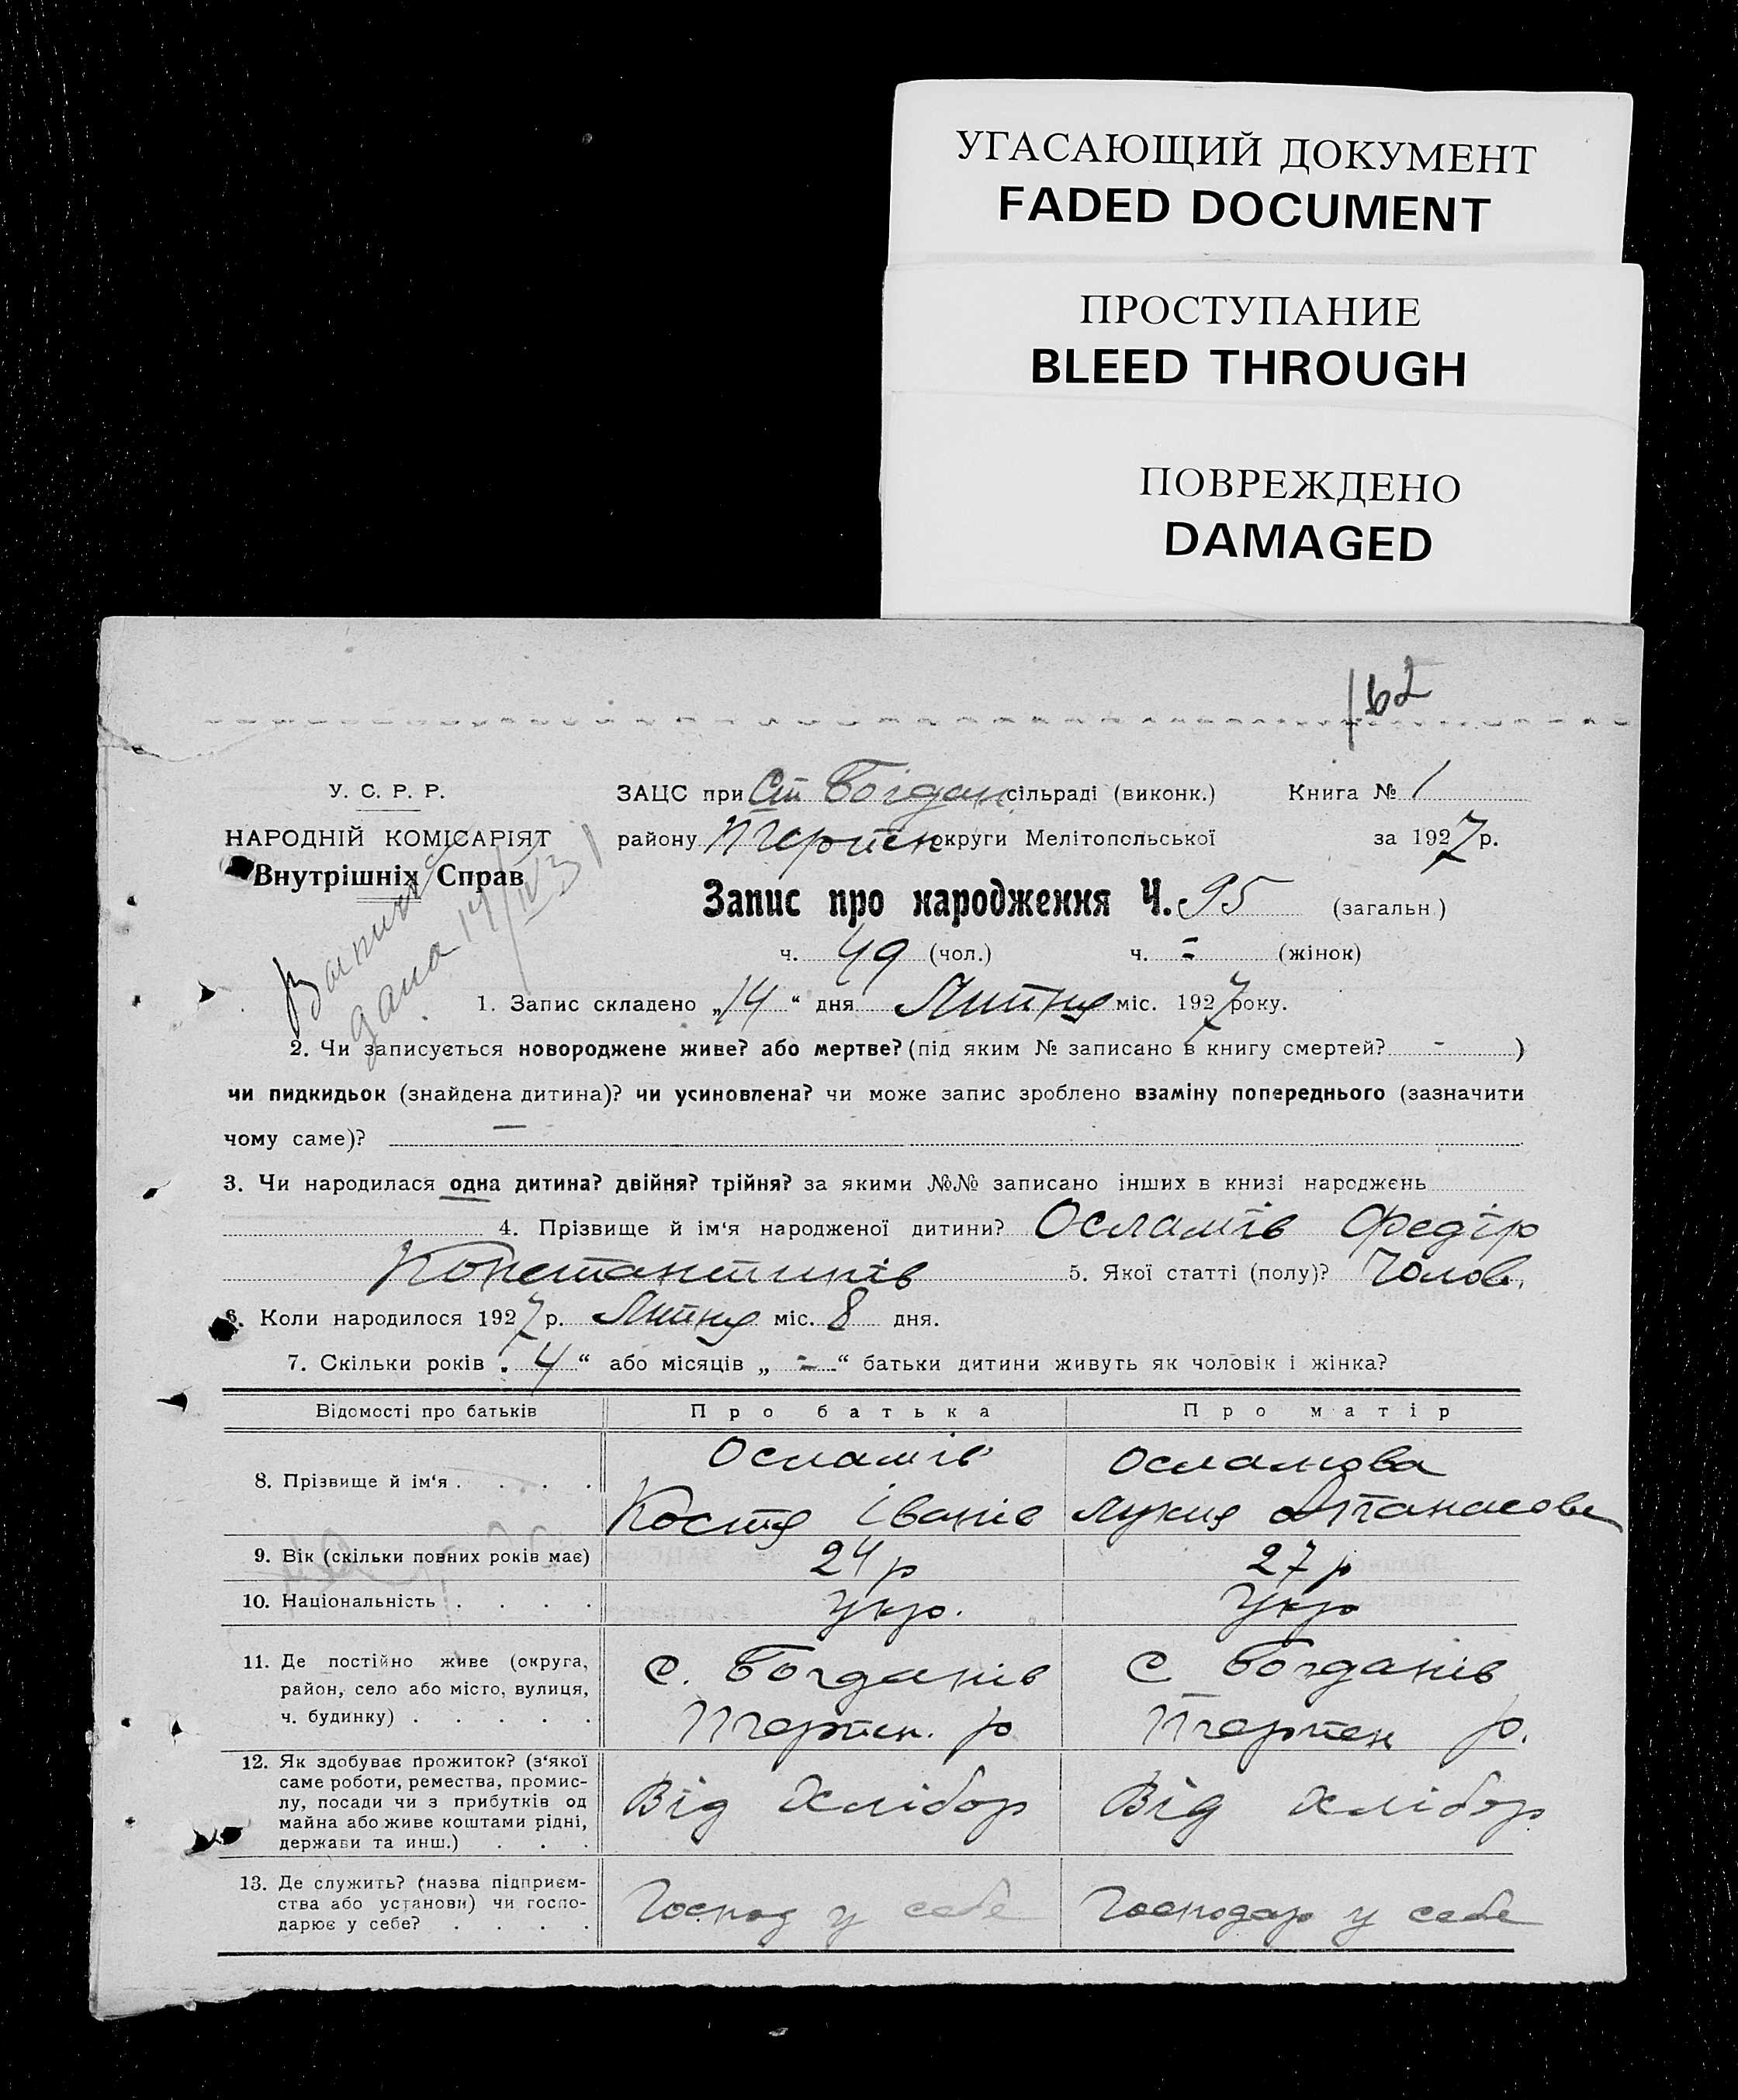 УГАСАЮЩИЙ ДОКУМЕНТ
FADED DOCUMENT
ПРОСТУПАНИЕ
BLEED THROUGH
ПОВРЕЖДЕНО
DAMAGED
162
У. С. Р. Р.
НАРОДНІЙ КОМІСАРІЯТ
Внутрішніх Справ
ЗАЦС при Ст Богдан сільраді (виконк.) Книга № 1
району округи Мелітопольської за 1927 р.
Запис про народження Ч. 95 (загальн.)
ч. 49 (чол.) ч. = (жінок)
1. Запис складено „14“ дня Липня міс. 1927 року.
2. Чи записується новороджене живе? або мертве? (під яким № записано в книгу смертей? - )
чи пидкидьок (знайдена дитина)? чи усиновлена? чи може запис зроблено взаміну попереднього (зазначити
чому саме)? —
3. Чи народилася одна дитина? двійня? трійня? за якими №№ записано інших в книзі народжень
4. Прізвище й ім‘я народженої дитини? Осламів Федір
Константинів 5. Якої статті (полу)? Чолов.
6. Коли народилося 1927 р. Липня міс. 8 дня.
7. Скільки років „4“ або місяців „ = “ батьки дитини живуть як чоловік і жінка?
Відомості про батьків Про батька Про матір
8. Прізвище й ім‘я . . . . Осламів Осламова
Костя Іванів Лукия
9. Вік (скільки повних років має) 24 р 27 р
10. Національність . . . . Укр. Укр
11. Де постійно живе (округа, район, село або місто, вулиця, ч. будинку) . . . . . с. Богданів с Богданів
р р.
12. Як здобуває прожиток? (з‘якої саме роботи, ремества, промислу, посади чи з прибутків од майна або живе коштами рідні, держави та инш.) . . . Від Хлібор Від Хлібор
13. Де служить? (назва підприємства або установи) чи господарює у себе? . . . . Господ у себе Господар у себе